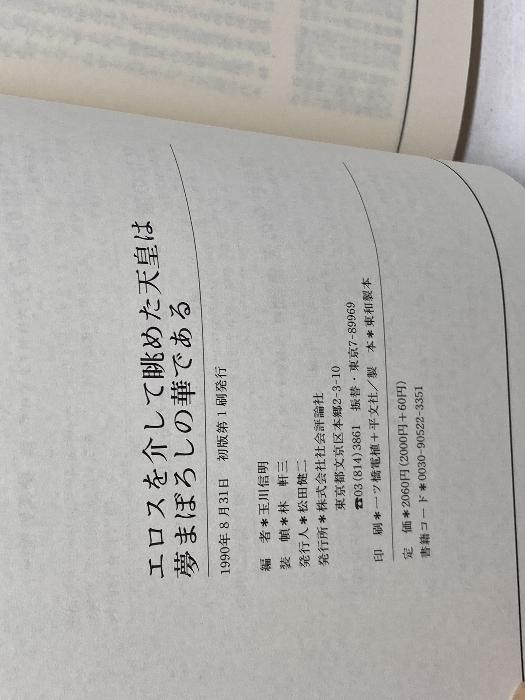 エロスを介して眺めた天皇は
夢まぼろしの華である
1990年8月31日　初版第1刷発行
編　者＊玉川信明
装　幀＊林　軒三
発行人＊松田健二
発行所＊株式会社社会評論社
東京都文京区本郷2-3-10
☎03(814)3861　振替・東京7-89969
印　刷＊一ツ橋電植＋平文社／製　本＊東和製本
定　価＊2060円(2000円＋60円)
書籍コード＊0030-90522-3351